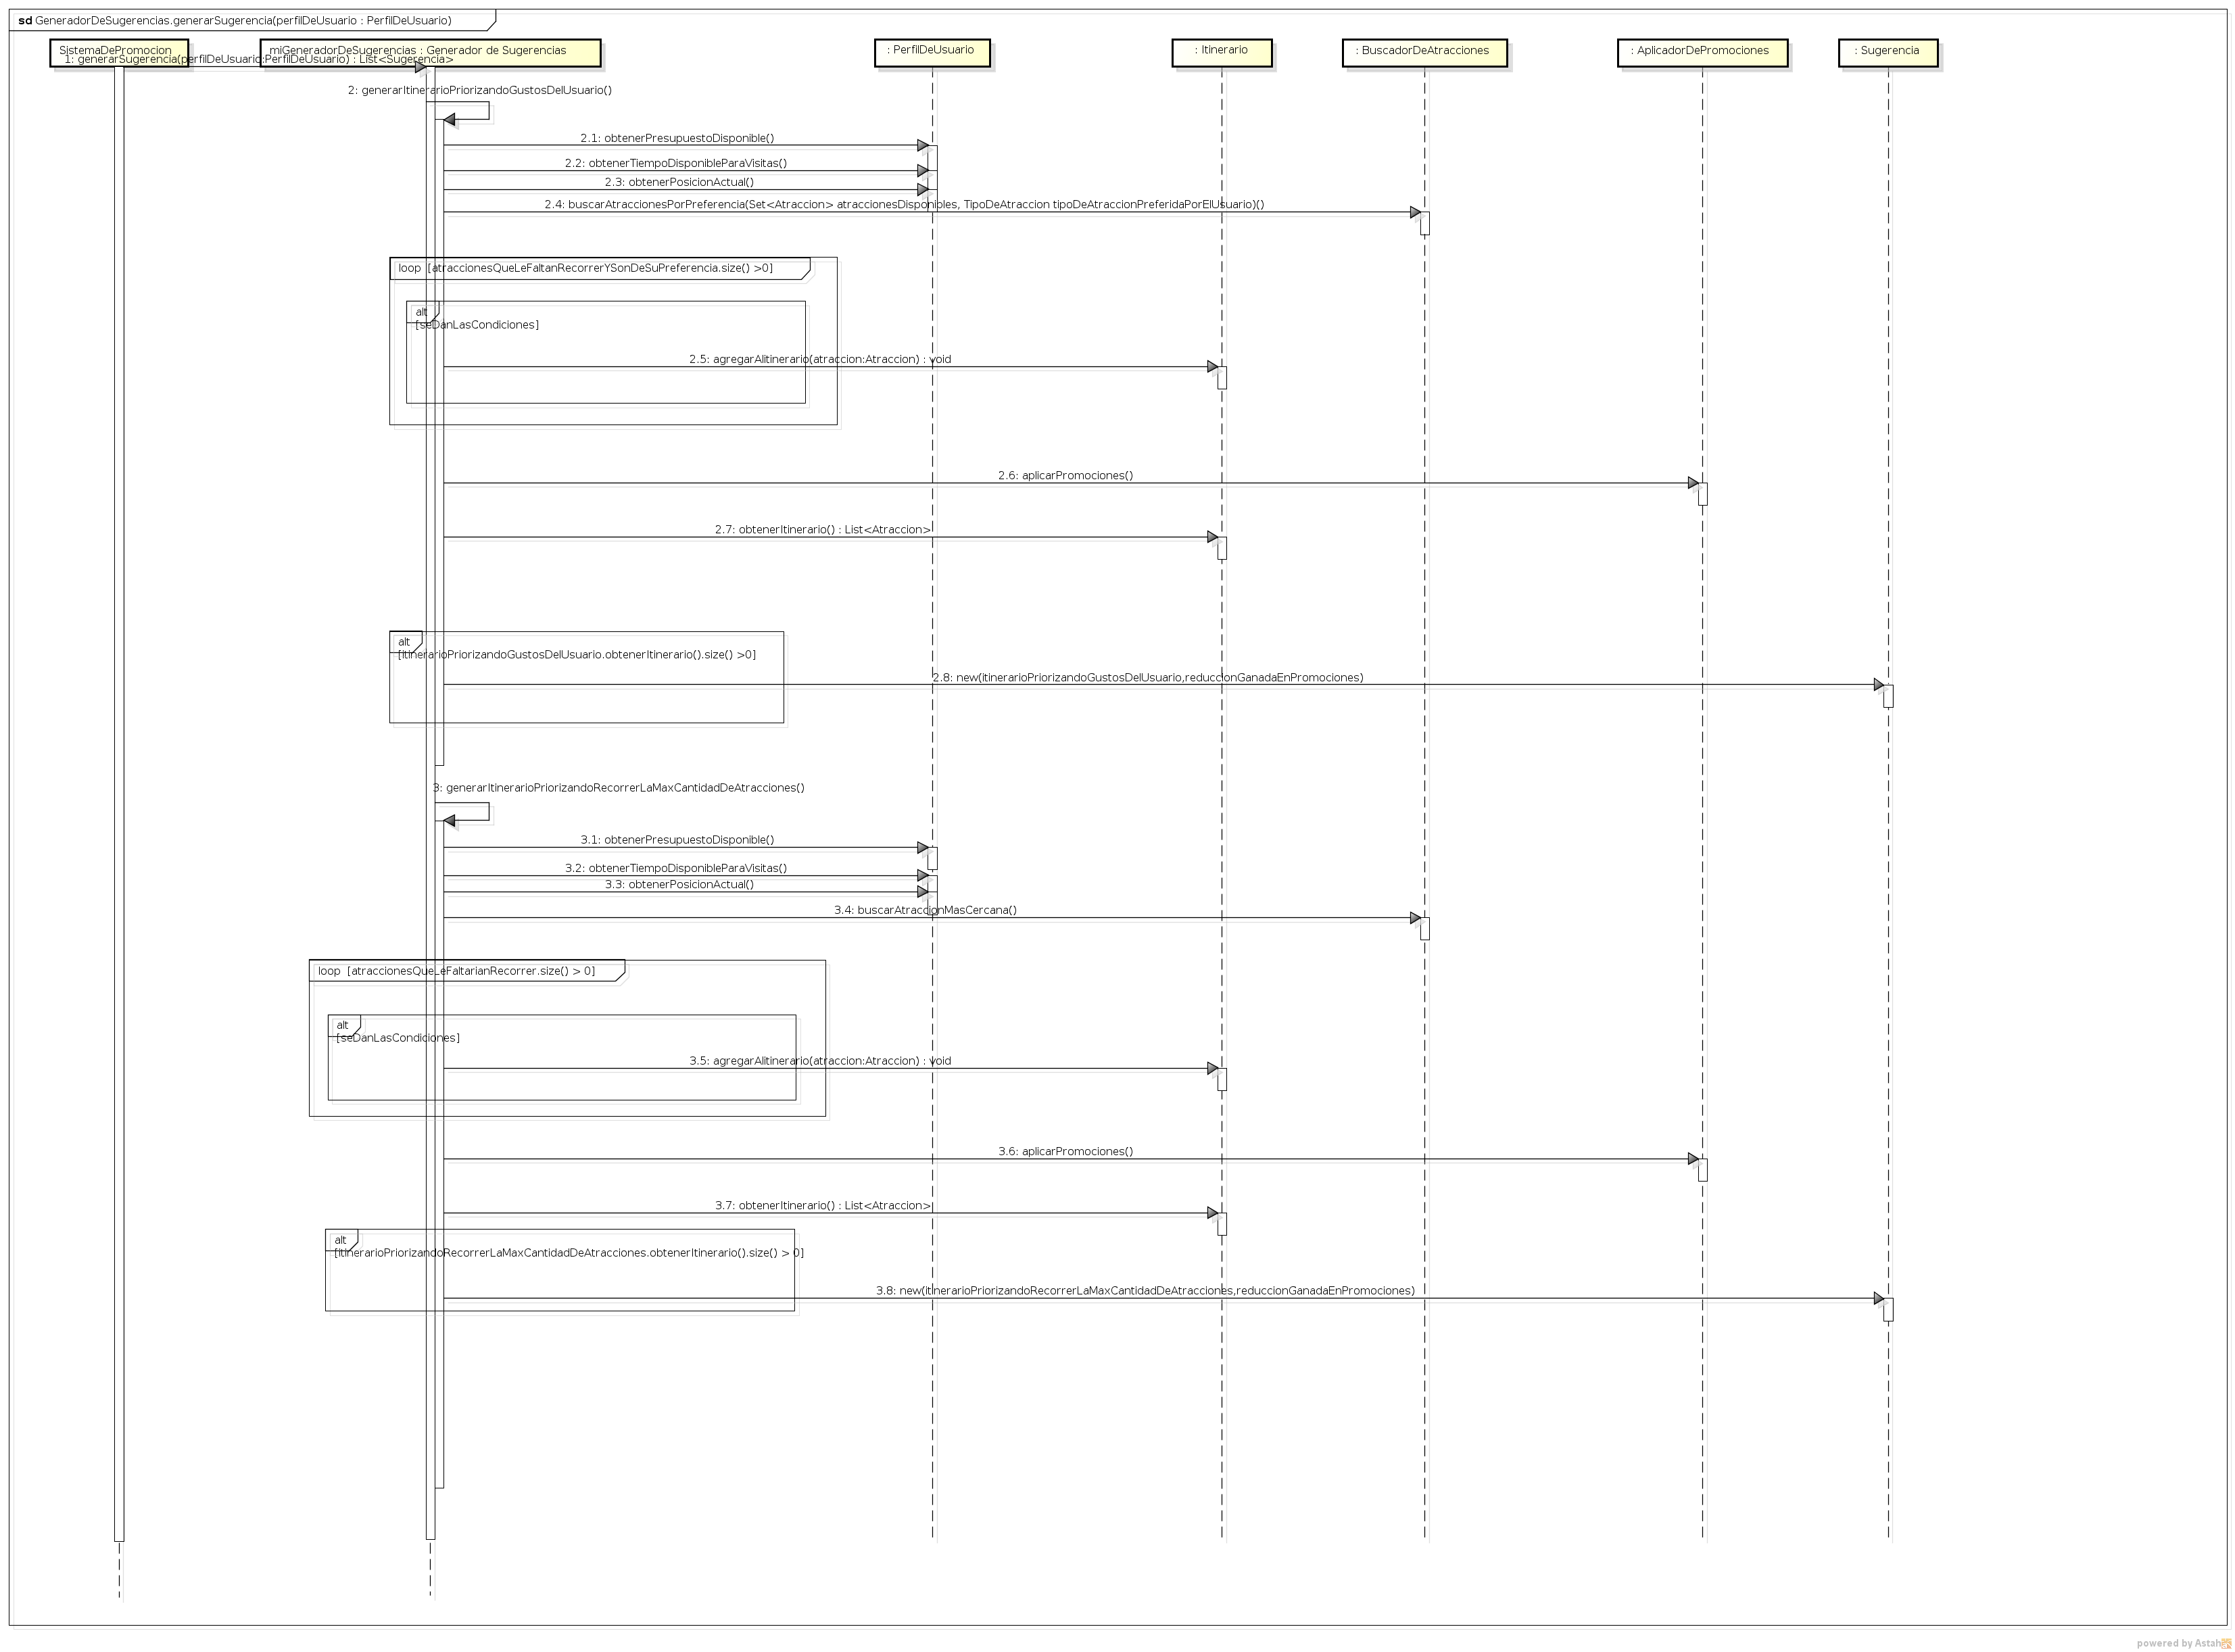 sd GeneradorDeSugerencias.generarSugerencia(perfilDeUsuario : PerfilDeUsuario)
SistemaDePromocion
miGeneradorDeSugerencias : Generador de Sugerencias
: PerfilDeUsuario
: Itinerario
: BuscadorDeAtracciones
: AplicadorDePromociones
: Sugerencia
1: generarSugerencia(perfilDeUsuario:PerfilDeUsuario) : List<Sugerencia>
2: generarItinerarioPriorizandoGustosDelUsuario()
2.1: obtenerPresupuestoDisponible()
2.2: obtenerTiempoDisponibleParaVisitas()
2.3: obtenerPosicionActual()
2.4: buscarAtraccionesPorPreferencia(Set<Atraccion> atraccionesDisponibles, TipoDeAtraccion tipoDeAtraccionPreferidaPorElUsuario)()
loop [atraccionesQueLeFaltanRecorrerYSonDeSuPreferencia.size() >0]
alt
[seDanLasCondiciones]
2.5: agregarAlitinerario(atraccion:Atraccion) : void
2.6: aplicarPromociones()
2.7: obtenerItinerario() : List<Atraccion>
alt
[itinerarioPriorizandoGustosDelUsuario.obtenerItinerario().size() >0]
2.8: new(itinerarioPriorizandoGustosDelUsuario,reduccionGanadaEnPromociones)
3: generarItinerarioPriorizandoRecorrerLaMaxCantidadDeAtracciones()
3.1: obtenerPresupuestoDisponible()
3.2: obtenerTiempoDisponibleParaVisitas()
3.3: obtenerPosicionActual()
3.4: buscarAtraccionMasCercana()
loop [atraccionesQueLeFaltarianRecorrer.size() > 0]
alt
[seDanLasCondiciones]
3.5: agregarAlitinerario(atraccion:Atraccion) : void
3.6: aplicarPromociones()
3.7: obtenerItinerario() : List<Atraccion>
alt
[itinerarioPriorizandoRecorrerLaMaxCantidadDeAtracciones.obtenerItinerario().size() > 0]
3.8: new(itinerarioPriorizandoRecorrerLaMaxCantidadDeAtracciones,reduccionGanadaEnPromociones)
powered by Astah